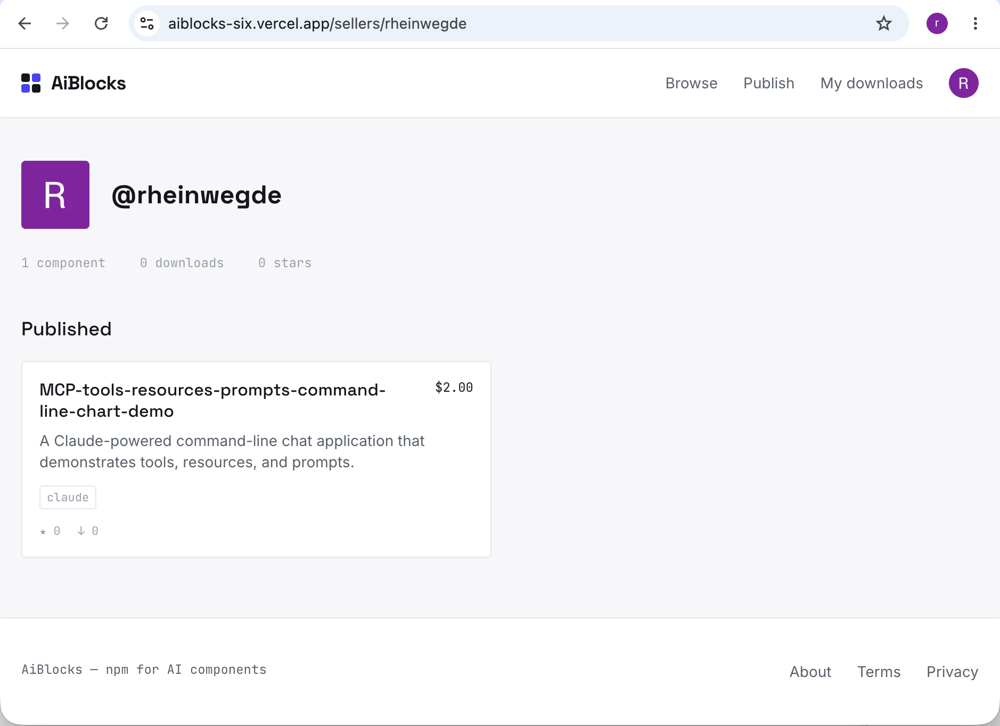 aiblocks-six.vercel.app/sellers/rheinwegde
r
AiBlocks
Browse
Publish
My downloads
R
R
@rheinwegde
1 component
0 downloads
0 stars
Published
MCP-tools-resources-prompts-command-
line-chart-demo
$2.00
A Claude-powered command-line chat application that
demonstrates tools, resources, and prompts.
claude
★ 0 ↓ 0
AiBlocks — npm for AI components
About
Terms
Privacy